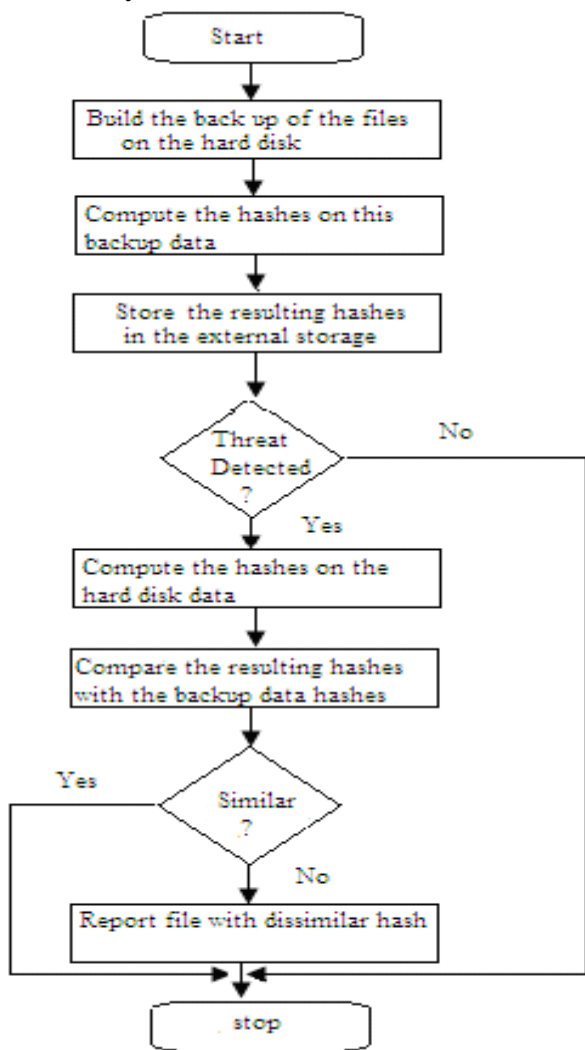 Start
Build the back up of the files
on the hard disk
Compute the hashes on this
backup data
Store the resulting hashes
in the external storage
Threat
Detected
?
No
Yes
Compute the hashes on the
hard disk data
Compare the resulting hashes
with the backup data hashes
Yes
Similar
?
No
Report file with dissimilar hash
stop